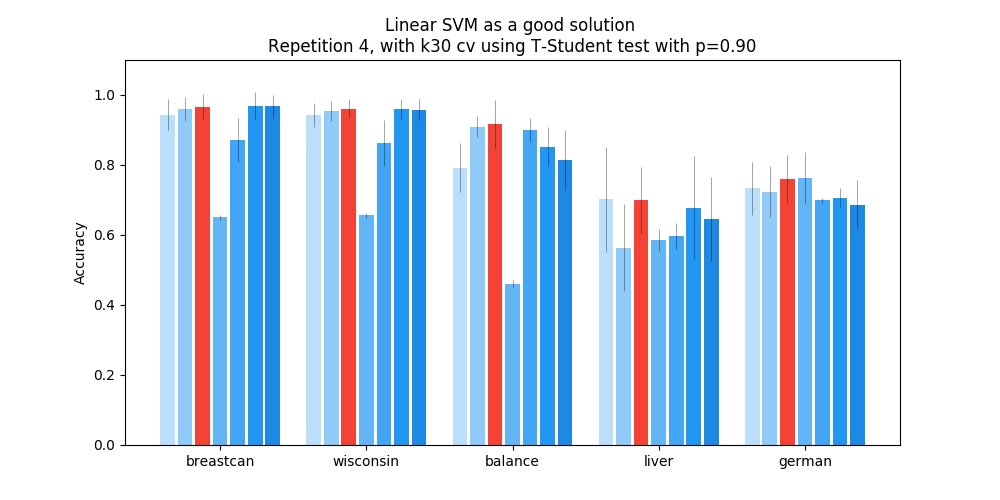 Linear SVM as a good solution
Repetition 4, with k30 cv using T-Student test with p=0.90
Accuracy
1.0
0.8
0.6
0.4
0.2
0.0
breastcan wisconsin balance liver german